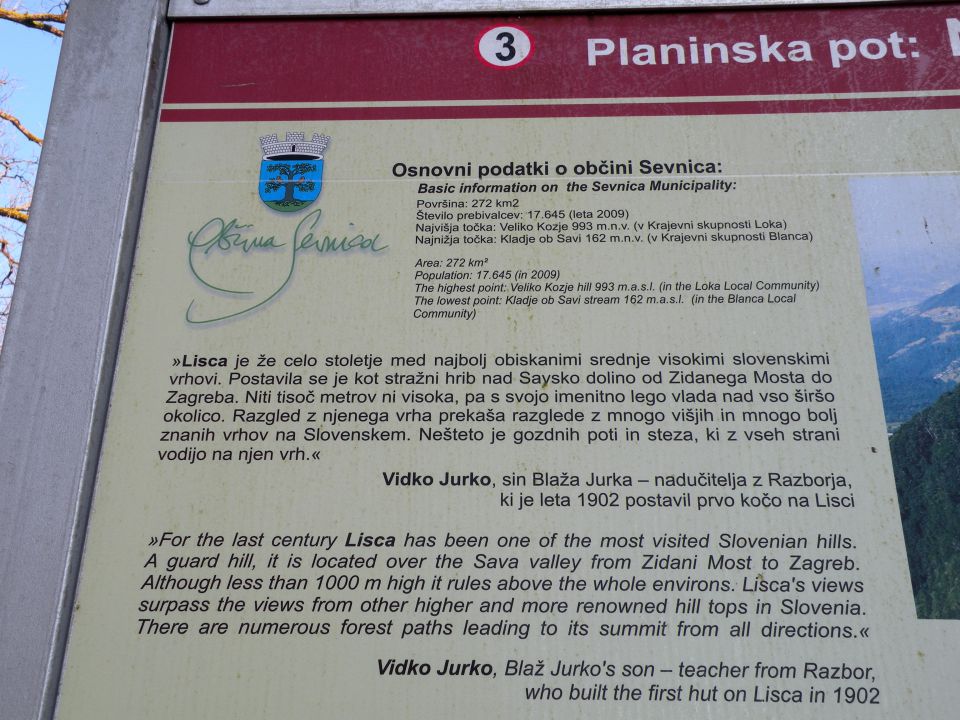 3 Planinska pot:
Občina Sevnica
Osnovni podatki o občini Sevnica:
Basic information on the Sevnica Municipality:
Površina: 272 km2
Število prebivalcev: 17.645 (leta 2009)
Najvišja točka: Veliko Kozje 993 m.n.v. (v Krajevni skupnosti Loka)
Najnižja točka: Kladje ob Savi 162 m.n.v. (v Krajevni skupnosti Blanca)
Area: 272 km²
Population: 17.645 (in 2009)
The highest point: Veliko Kozje hill 993 m.a.s.l. (in the Loka Local Community)
The lowest point: Kladje ob Savi stream 162 m.a.s.l. (in the Blanca Local
Community)
»Lisca je že celo stoletje med najbolj obiskanimi srednje visokimi slovenskimi
vrhovi. Postavila se je kot stražni hrib nad Savsko dolino od Zidanega Mosta do
Zagreba. Niti tisoč metrov ni visoka, pa s svojo imenitno lego vlada nad vso širšo
okolico. Razgled z njenega vrha prekaša razglede z mnogo višjih in mnogo bolj
znanih vrhov na Slovenskem. Nešteto je gozdnih poti in steza, ki z vseh strani
vodijo na njen vrh.«
Vidko Jurko, sin Blaža Jurka – nadučitelja z Razborja,
ki je leta 1902 postavil prvo kočo na Lisci
»For the last century Lisca has been one of the most visited Slovenian hills.
A guard hill, it is located over the Sava valley from Zidani Most to Zagreb.
Although less than 1000 m high it rules above the whole environs. Lisca's views
surpass the views from other higher and more renowned hill tops in Slovenia.
There are numerous forest paths leading to its summit from all directions.«
Vidko Jurko, Blaž Jurko's son – teacher from Razbor,
who built the first hut on Lisca in 1902